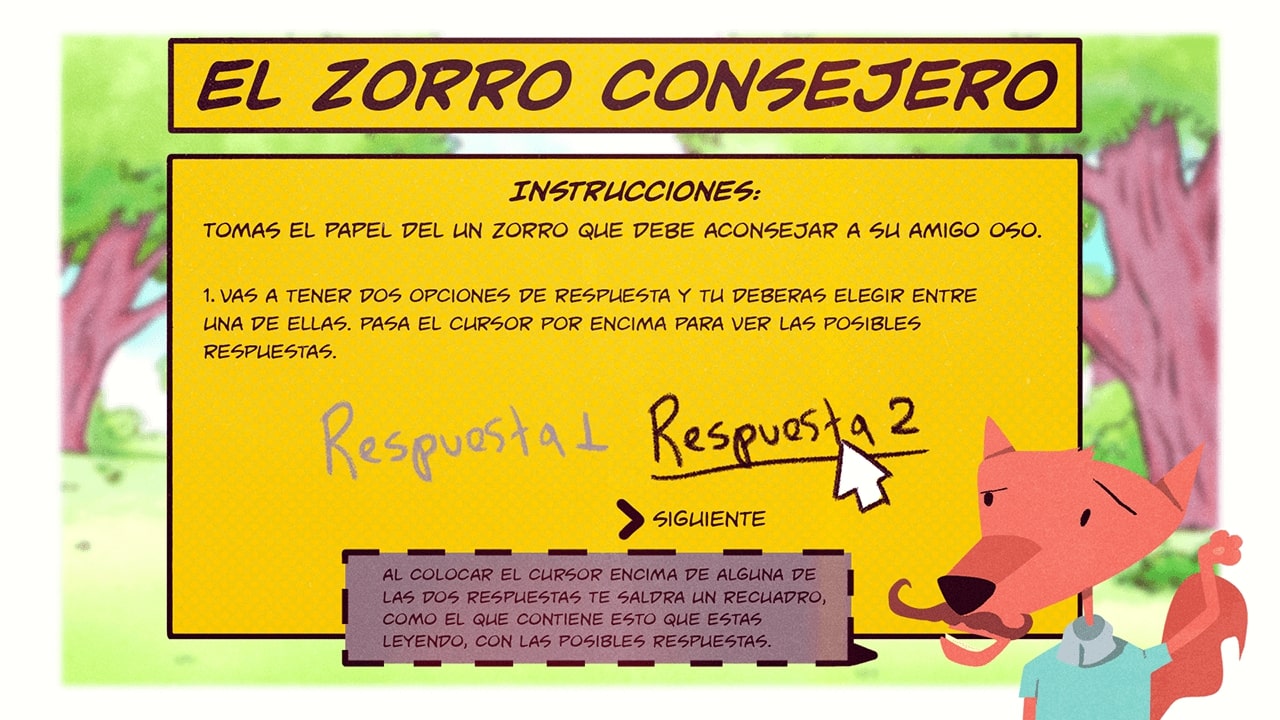 EL ZORRO CONSEJERO
INSTRUCCIONES:
TOMAS EL PAPEL DEL UN ZORRO QUE DEBE ACONSEJAR A SU AMIGO OSO.
1. VAS A TENER DOS OPCIONES DE RESPUESTA Y TU DEBERAS ELEGIR ENTRE
UNA DE ELLAS. PASA EL CURSOR POR ENCIMA PARA VER LAS POSIBLES
RESPUESTAS.
Respuesta 1 Respuesta 2
SIGUIENTE
AL COLOCAR EL CURSOR ENCIMA DE ALGUNA DE
LAS DOS RESPUESTAS TE SALDRA UN RECUADRO,
COMO EL QUE CONTIENE ESTO QUE ESTAS
LEYENDO, CON LAS POSIBLES RESPUESTAS.